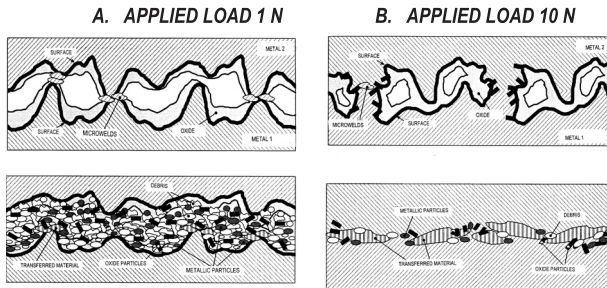 A. APPLIED LOAD 1 N
B. APPLIED LOAD 10 N
SURFACE
METAL 2
SURFACE
MICROWELDS
OXIDE
METAL 1
SURFACE
METAL 2
MICROWELDS
SURFACE
OXIDE
METAL 1
DEBRIS
TRANSFERRED MATERIAL
OXIDE PARTICLES
METALLIC PARTICLES
METALLIC PARTICLES
DEBRIS
TRANSFERRED MATERIAL
OXIDE PARTICLES